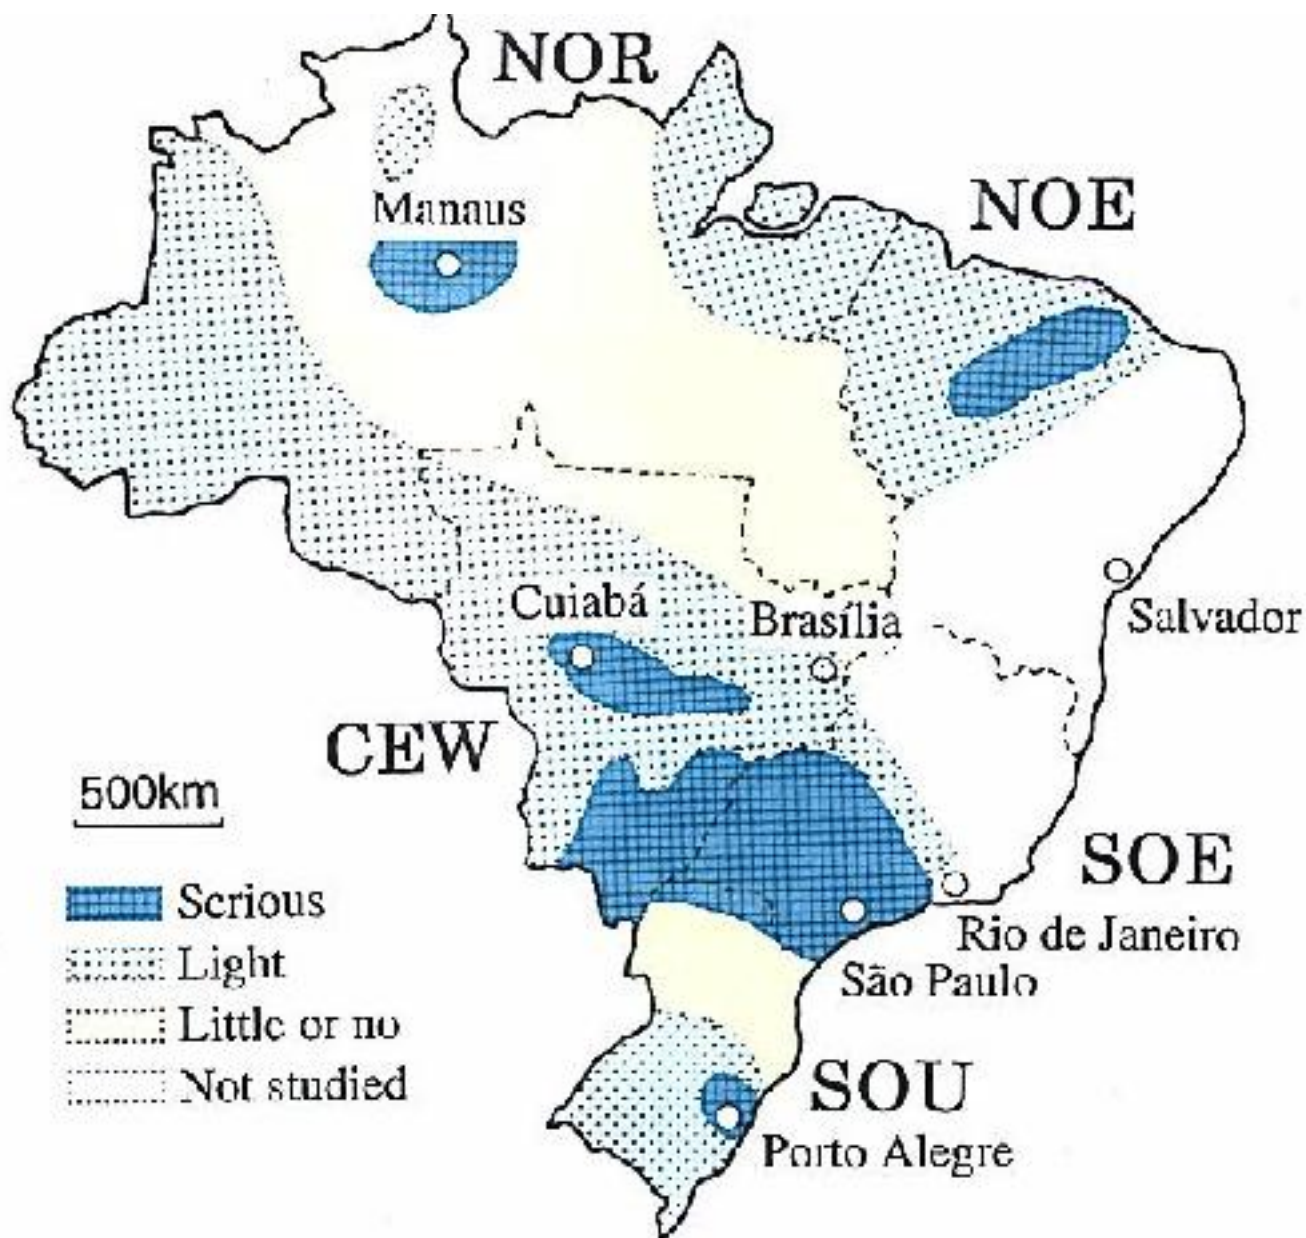 NOR
NOE
Manaus
Cuiabá
Brasília
Salvador
CEW
500km
SOE
Serious
Rio de Janeiro
Light
São Paulo
Little or no
SOU
Not studied
Porto Alegre